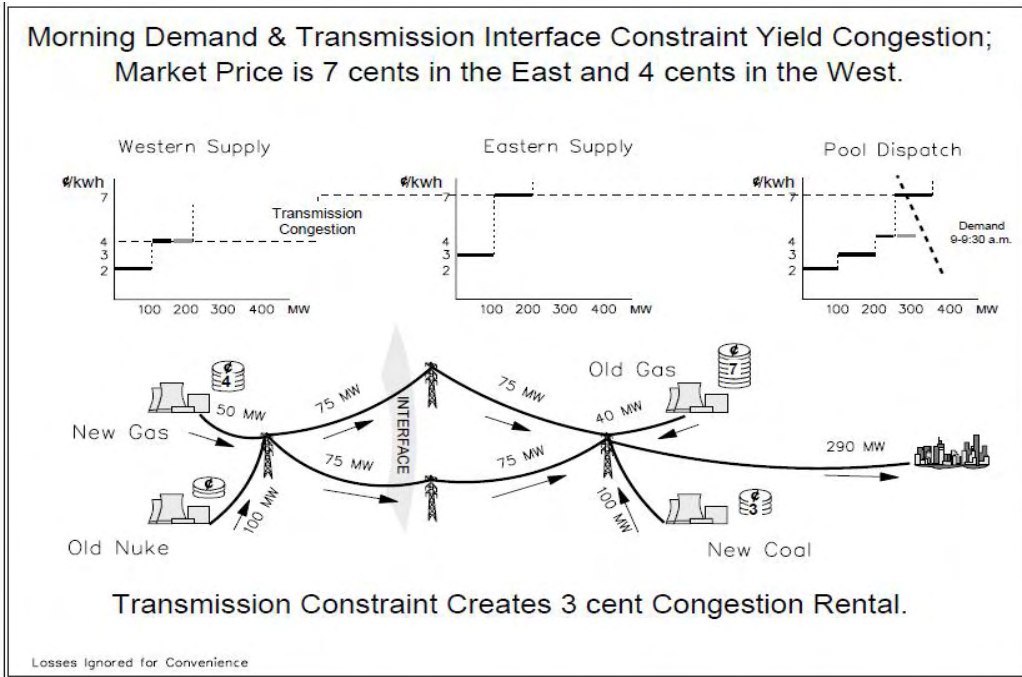 Morning Demand & Transmission Interface Constraint Yield Congestion;
Market Price is 7 cents in the East and 4 cents in the West.
Western Supply
Eastern Supply
Pool Dispatch
¢/kwh
¢/kwh
¢/kwh
7
7
7
Transmission
Congestion
Demand
9-9:30 a.m.
4
3
2
4
3
2
4
3
2
100 200 300 400 MW
100 200 300 400 MW
100 200 300 400 MW
¢
4
Old Gas
¢
7
50 MW
75 MW
75 MW
40 MW
New Gas
INTERFACE
290 MW
75 MW
75 MW
¢
100 MW
100 MW
¢
3
Old Nuke
New Coal
Transmission Constraint Creates 3 cent Congestion Rental.
Losses Ignored for Convenience